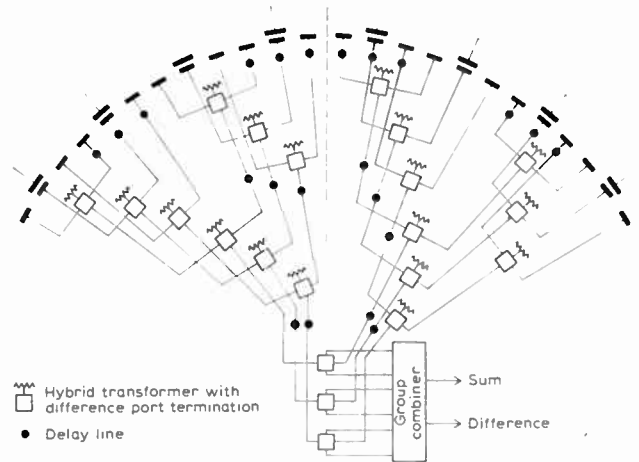 Hybrid transformer with
difference port termination
Delay line
Group
combiner
Sum
Difference